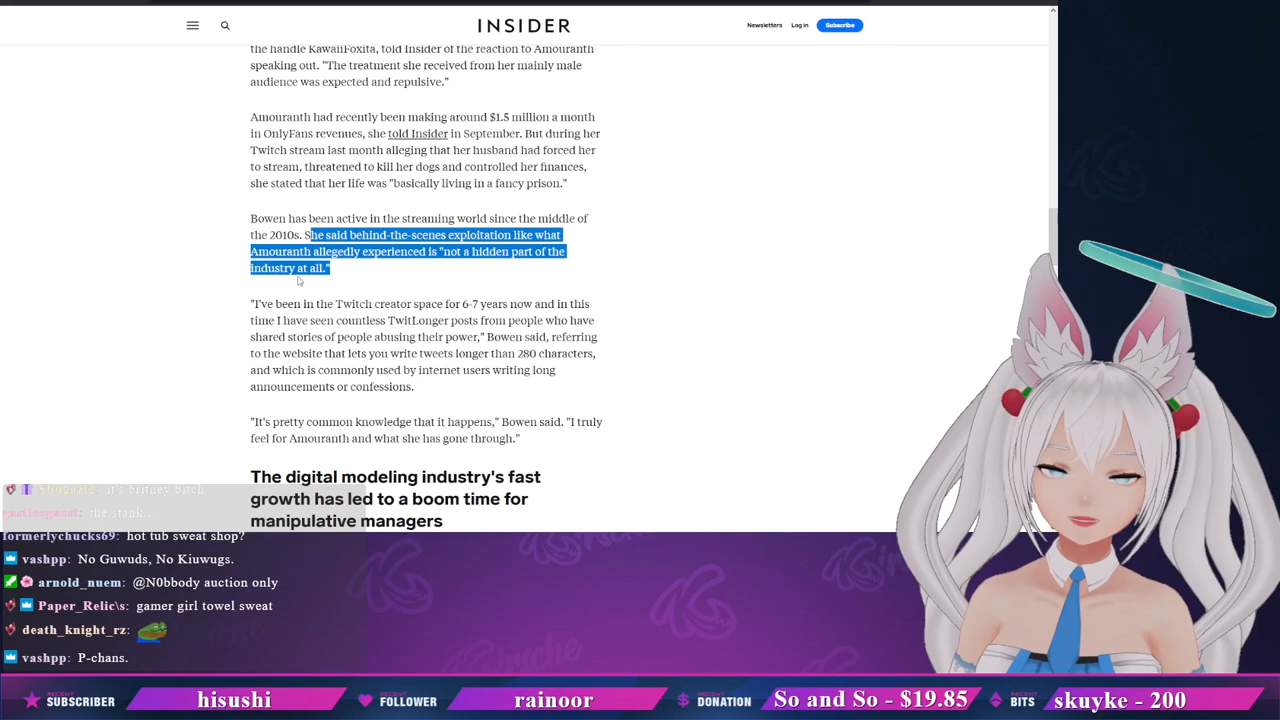 INSIDER
Newsletters
Log in
Subscribe
the handle KawaiiFoxita, told Insider of the reaction to Amouranth
speaking out. "The treatment she received from her mainly male
audience was expected and repulsive."
Amouranth had recently been making around $1.5 million a month
in OnlyFans revenues, she told Insider in September. But during her
Twitch stream last month alleging that her husband had forced her
to stream, threatened to kill her dogs and controlled her finances,
she stated that her life was "basically living in a fancy prison."
Bowen has been active in the streaming world since the middle of
the 2010s. She said behind-the-scenes exploitation like what
Amouranth allegedly experienced is "not a hidden part of the
industry at all."
"I've been in the Twitch creator space for 6-7 years now and in this
time I have seen countless TwitLonger posts from people who have
shared stories of people abusing their power," Bowen said, referring
to the website that lets you write tweets longer than 280 characters,
and which is commonly used by internet users writing long
announcements or confessions.
"It's pretty common knowledge that it happens," Bowen said. "I truly
feel for Amouranth and what she has gone through."
The digital modeling industry's fast
growth has led to a boom time for
manipulative managers
it's britney bitch
the stank...
formerlychucks69: hot tub sweat shop?
vashpp: No Guwuds, No Kiuwugs.
arnold_nuem: @N0bbody auction only
Paper_Relic\s: gamer girl towel sweat
death_knight_rz:
vashpp: P-chans.
RECENT SUBSCRIBER hisushi
RECENT FOLLOWER rainoor
RECENT DONATION So and So - $19.85
RECENT BITS skuyke - 200